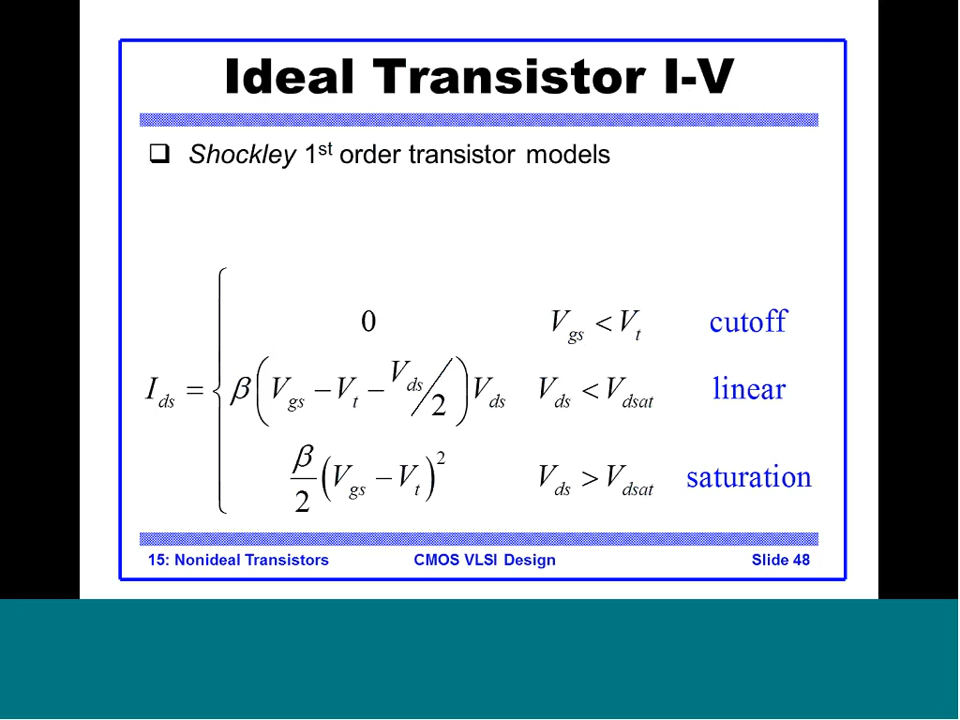 Ideal Transistor I-V
❑ Shockley 1st order transistor models
0 Vgs < Vt cutoff
Ids = { β(Vgs − Vt − Vds/2)Vds Vds < Vdsat linear
β/2 (Vgs − Vt)² Vds > Vdsat saturation
15: Nonideal Transistors CMOS VLSI Design Slide 48